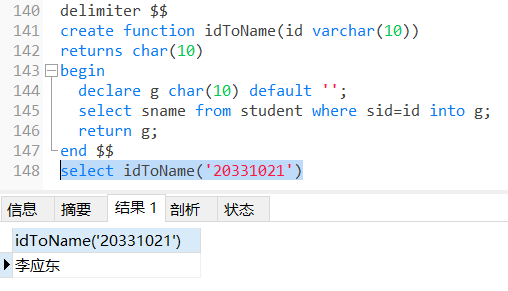 140 delimiter $$
141 create function idToName(id varchar(10))
142 returns char(10)
143 begin
144 declare g char(10) default '';
145 select sname from student where sid=id into g;
146 return g;
147 end $$
148 select idToName('20331021')
信息 摘要 结果 1 剖析 状态
idToName('20331021')
李应东